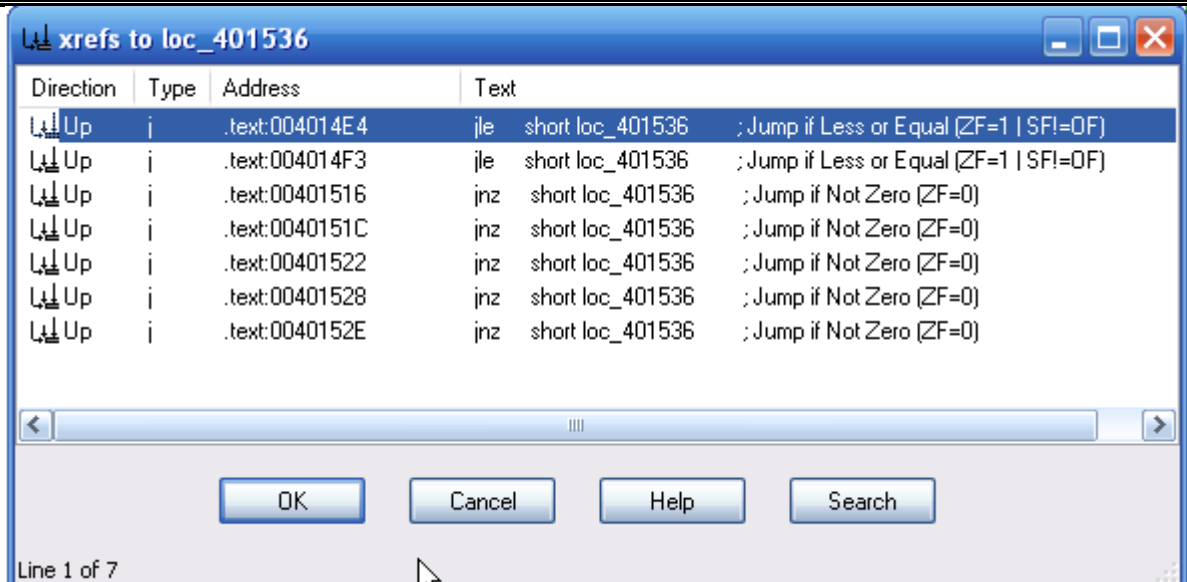 xrefs to loc_401536
Direction Type Address Text
Up j .text:004014E4 jle short loc_401536 ; Jump if Less or Equal (ZF=1 | SF!=OF)
Up j .text:004014F3 jle short loc_401536 ; Jump if Less or Equal (ZF=1 | SF!=OF)
Up j .text:00401516 jnz short loc_401536 ; Jump if Not Zero (ZF=0)
Up j .text:0040151C jnz short loc_401536 ; Jump if Not Zero (ZF=0)
Up j .text:00401522 jnz short loc_401536 ; Jump if Not Zero (ZF=0)
Up j .text:00401528 jnz short loc_401536 ; Jump if Not Zero (ZF=0)
Up j .text:0040152E jnz short loc_401536 ; Jump if Not Zero (ZF=0)
OK Cancel Help Search
Line 1 of 7